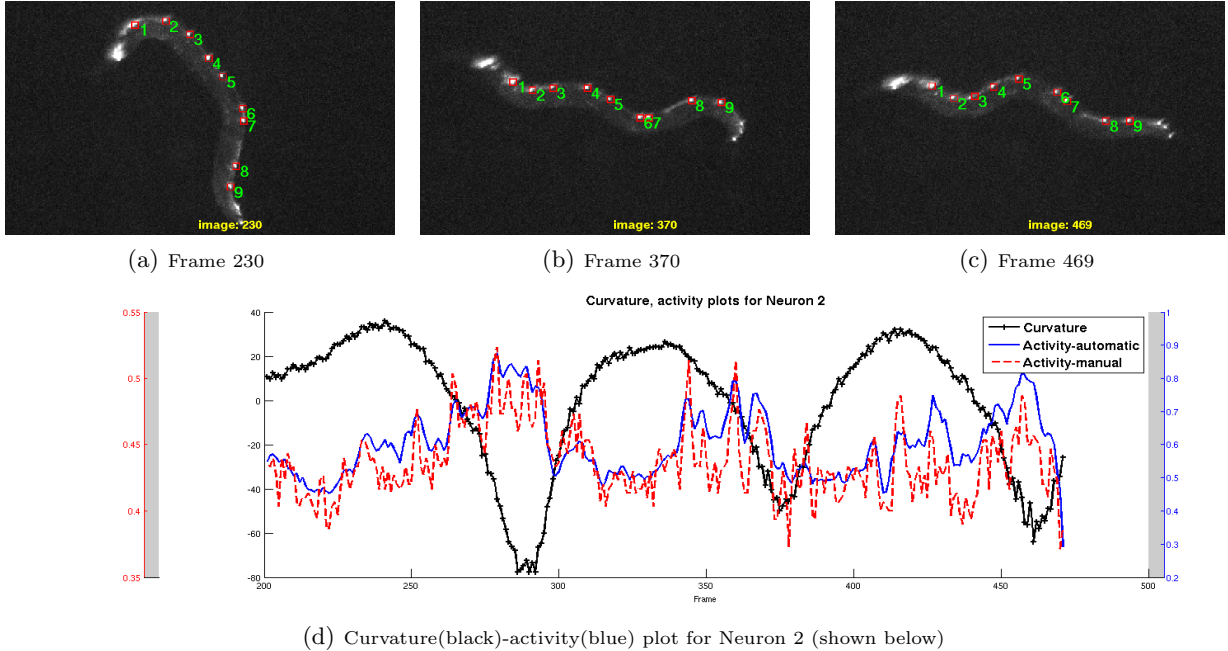 1 2 3 4 5 6 7 8 9
image: 230
1 2 3 4 5 67 8 9
image: 370
1 2 3 4 5 6 7 8 9
image: 469
(a) Frame 230
(b) Frame 370
(c) Frame 469
Curvature, activity plots for Neuron 2
0.55
0.5
0.45
0.4
0.35
40
20
0
-20
-40
-60
-80
Curvature
Activity-automatic
Activity-manual
1
0.9
0.8
0.7
0.6
0.5
0.4
0.3
0.2
200 250 300 350 400 450 500
Frame
(d) Curvature(black)-activity(blue) plot for Neuron 2 (shown below)